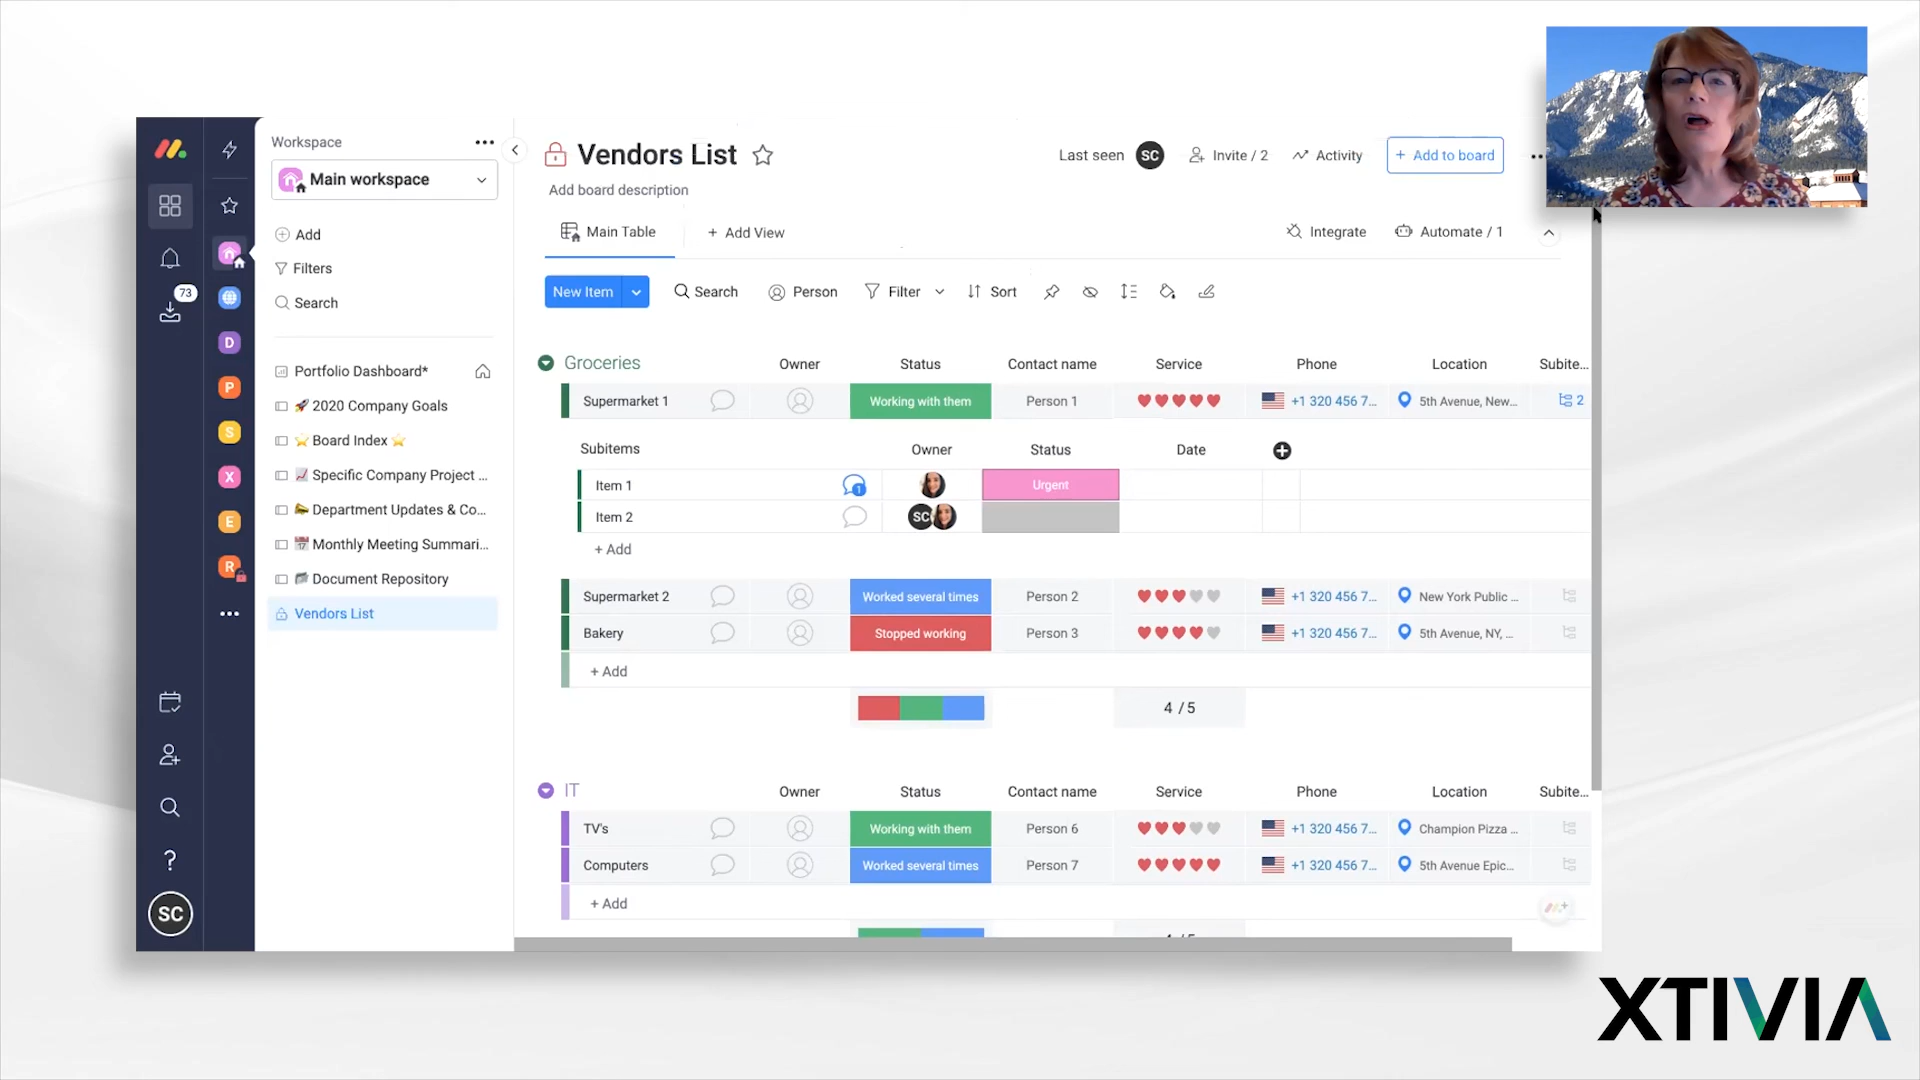 Workspace
Main workspace
Add
Filters
Search
Portfolio Dashboard*
2020 Company Goals
Board Index
Specific Company Project ...
Department Updates & Co...
Monthly Meeting Summari...
Document Repository
Vendors List
73
D
P
S
X
E
R
SC
Vendors List
Add board description
Last seen SC Invite / 2 Activity + Add to board
Main Table + Add View Integrate Automate / 1
New Item Search Person Filter Sort
Groceries Owner Status Contact name Service Phone Location Subite...
Supermarket 1 Working with them Person 1 +1 320 456 7... 5th Avenue, New... 2
Subitems Owner Status Date
Item 1 1 Urgent
Item 2 SC
+ Add
Supermarket 2 Worked several times Person 2 +1 320 456 7... New York Public ...
Bakery Stopped working Person 3 +1 320 456 7... 5th Avenue, NY, ...
+ Add
4 / 5
IT Owner Status Contact name Service Phone Location Subite...
TV's Working with them Person 6 +1 320 456 7... Champion Pizza ...
Computers Worked several times Person 7 +1 320 456 7... 5th Avenue Epic...
+ Add
XTIVIA